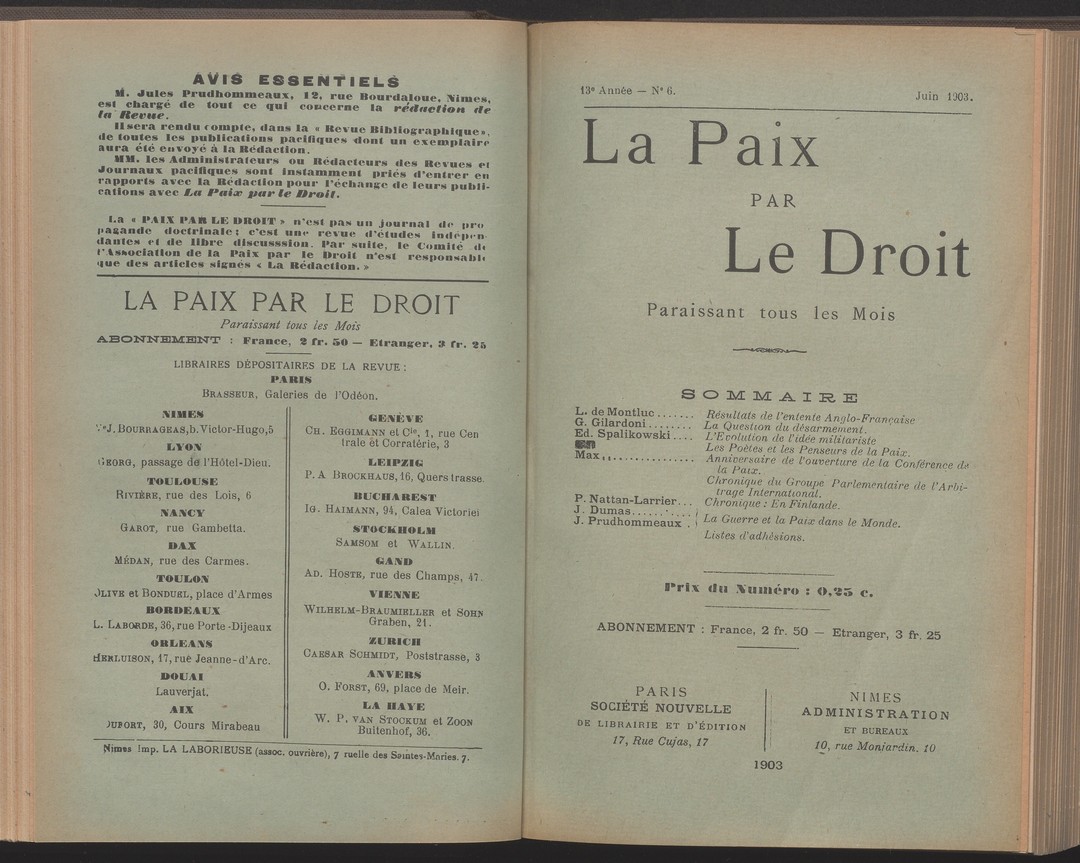 AVIS ESSENTIELS
M. Jules Prudhommeaux, 12, rue Bourdaloue, Nimes,
est chargé de tout ce qui concerne la rédaction de
la Revue.
Il sera rendu compte, dans la « Revue Bibliographique »,
de toutes les publications pacifiques dont un exemplaire
aura été envoyé à la Rédaction.
MM. les Administrateurs ou Rédacteurs des Revues et
Journaux pacifiques sont instamment priés d'entrer en
rapports avec la Rédaction pour l'échange de leurs publi-
cations avec La Paix par le Droit.
La « PAIX PAR LE DROIT » n'est pas un journal de pro
pagande doctrinale; c'est une revue d'études indépen-
dantes et de libre discusssion. Par suite, le Comité de
l'Association de la Paix par le Droit n'est responsable
que des articles signés « La Rédaction. »
LA PAIX PAR LE DROIT
Paraissant tous les Mois
ABONNEMENT : France, 2 fr. 50 — Etranger, 3 fr. 25
LIBRAIRES DÉPOSITAIRES DE LA REVUE :
PARIS
BRASSEUR, Galeries de l'Odéon.
NIMES
Vve J. BOURRAGEAS, b. Victor-Hugo, 5
LYON
GEORG, passage de l'Hôtel-Dieu.
TOULOUSE
RIVIÈRE, rue des Lois, 6
NANCY
GAROT, rue Gambetta.
DAX
MÉDAN, rue des Carmes.
TOULON
OLIVE et BONDUEL, place d'Armes
BORDEAUX
L. LABORDE, 36, rue Porte-Dijeaux
ORLEANS
HERLUISON, 17, rue Jeanne-d'Arc.
DOUAI
Lauverjat.
AIX
DUFORT, 30, Cours Mirabeau
GENÈVE
CH. EGGIMANN et Cie, 1, rue Cen
trale et Corratérie, 3
LEIPZIG
P. A. BROCKHAUS, 16, Querstrasse.
BUCHAREST
IG. HAIMANN, 94, Calea Victoriei
STOCKHOLM
SAMSOM et WALLIN.
GAND
AD. HOSTE, rue des Champs, 47.
VIENNE
WILHELM-BRAUMIELLER et SOHN
Graben, 21.
ZURICH
CAESAR SCHMIDT, Poststrasse, 3
ANVERS
O. FORST, 69, place de Meir.
LA HAYE
W. P. VAN STOCKUM et ZOON
Buitenhof, 36.
Nimes Imp. LA LABORIEUSE (assoc. ouvrière), 7 ruelle des Saintes-Maries. 7.
13e Année — No 6.
Juin 1903.
La Paix
PAR
Le Droit
Paraissant tous les Mois
SOMMAIRE
L. de Montluc....... Résultats de l'entente Anglo-Française
G. Gilardoni........ La Question du désarmement.
Ed. Spalikowski.... L'Evolution de l'idée militariste
Les Poètes et les Penseurs de la Paix.
Max................ Anniversaire de l'ouverture de la Conférence de
la Paix.
Chronique du Groupe Parlementaire de l'Arbi-
trage International.
P. Nattan-Larrier... Chronique : En Finlande.
J. Dumas..........
J. Prudhommeaux . La Guerre et la Paix dans le Monde.
Listes d'adhésions.
Prix du Numéro : 0,25 c.
ABONNEMENT : France, 2 fr. 50 — Etranger, 3 fr. 25
PARIS
SOCIÉTÉ NOUVELLE
DE LIBRAIRIE ET D'ÉDITION
17, Rue Cujas, 17
NIMES
ADMINISTRATION
ET BUREAUX
10, rue Monjardin. 10
1903